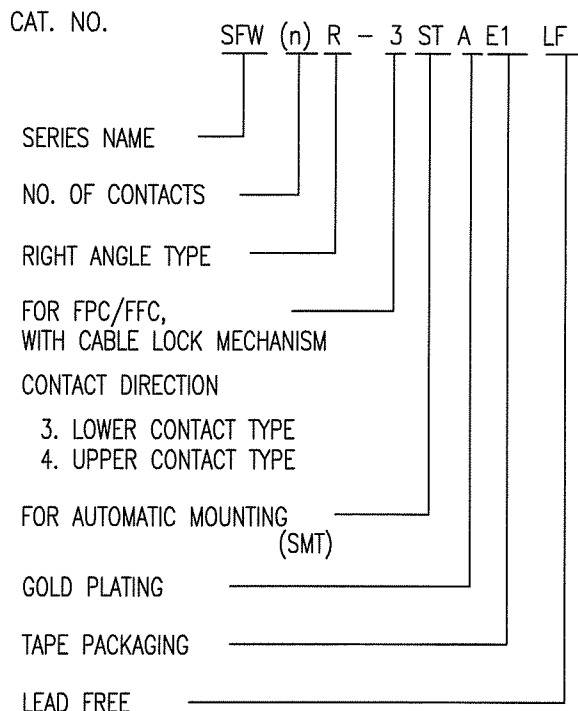 CAT. NO.
SFW (n) R - 3 ST A E1 LF
SERIES NAME
NO. OF CONTACTS
RIGHT ANGLE TYPE
FOR FPC/FFC,
WITH CABLE LOCK MECHANISM
CONTACT DIRECTION
3. LOWER CONTACT TYPE
4. UPPER CONTACT TYPE
FOR AUTOMATIC MOUNTING
(SMT)
GOLD PLATING
TAPE PACKAGING
LEAD FREE